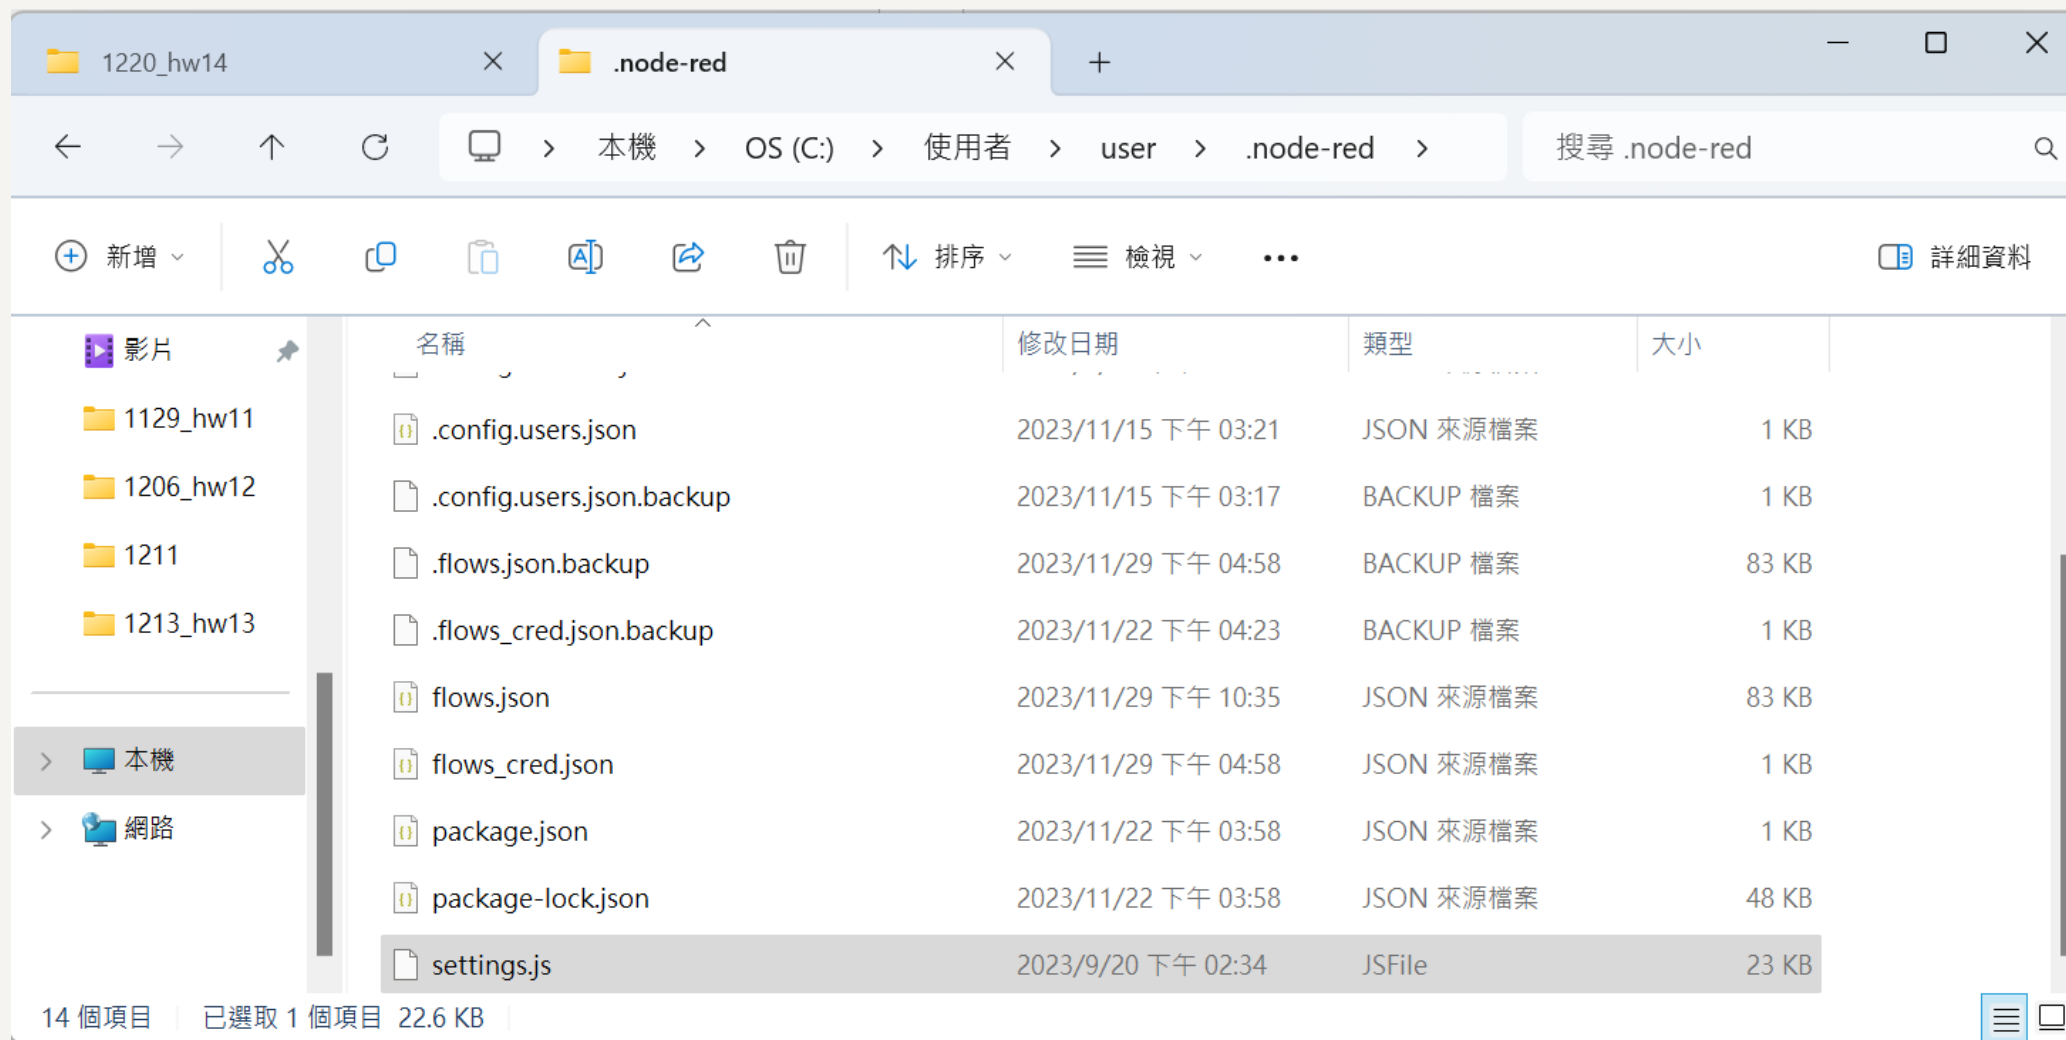 1220_hw14
.node-red
本機 OS (C:) 使用者 user .node-red
搜尋 .node-red
新增
排序
檢視
詳細資料
影片
1129_hw11
1206_hw12
1211
1213_hw13
本機
網路
名稱 修改日期 類型 大小
.config.users.json 2023/11/15 下午 03:21 JSON 來源檔案 1 KB
.config.users.json.backup 2023/11/15 下午 03:17 BACKUP 檔案 1 KB
.flows.json.backup 2023/11/29 下午 04:58 BACKUP 檔案 83 KB
.flows_cred.json.backup 2023/11/22 下午 04:23 BACKUP 檔案 1 KB
flows.json 2023/11/29 下午 10:35 JSON 來源檔案 83 KB
flows_cred.json 2023/11/29 下午 04:58 JSON 來源檔案 1 KB
package.json 2023/11/22 下午 03:58 JSON 來源檔案 1 KB
package-lock.json 2023/11/22 下午 03:58 JSON 來源檔案 48 KB
settings.js 2023/9/20 下午 02:34 JSFile 23 KB
14 個項目 已選取 1 個項目 22.6 KB